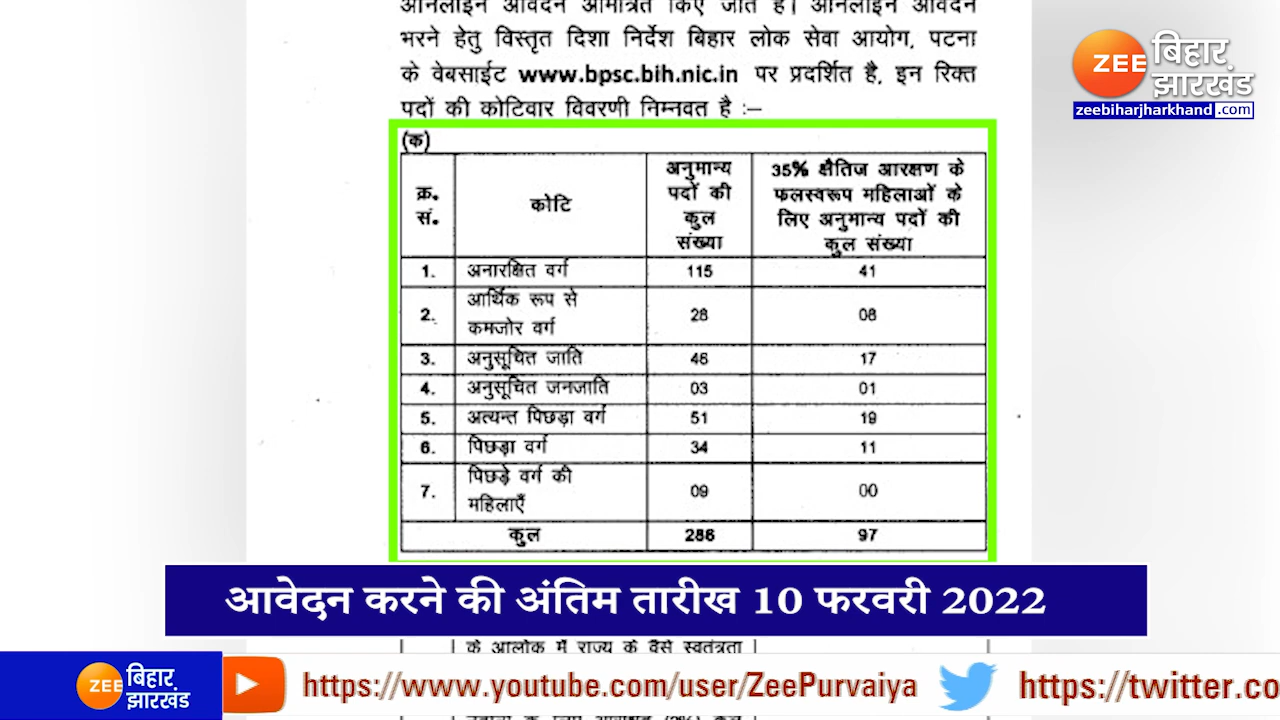 ऑनलाइन आवेदन आमंत्रित किए जाते है। ऑनलाइन आवेदन
भरने हेतु विस्तृत दिशा निर्देश बिहार लोक सेवा आयोग, पटना
के वेबसाईट www.bpsc.bih.nic.in पर प्रदर्शित है, इन रिक्त
पदों की कोटिवार विवरणी निम्नवत है :–
ZEE बिहार झारखंड
zeebiharjharkhand.com
(क)
क्र. सं. कोटि अनुमान्य पदों की कुल संख्या 35% क्षैतिज आरक्षण के फलस्वरूप महिलाओं के लिए अनुमान्य पदों की कुल संख्या
1. अनारक्षित वर्ग 115 41
2. आर्थिक रूप से कमजोर वर्ग 28 08
3. अनुसूचित जाति 46 17
4. अनुसूचित जनजाति 03 01
5. अत्यन्त पिछड़ा वर्ग 51 19
6. पिछड़ा वर्ग 34 11
7. पिछड़े वर्ग की महिलाएँ 09 00
कुल 286 97
आवेदन करने की अंतिम तारीख 10 फरवरी 2022
के आलोक में राज्य के वैसे स्वतंत्रता
ZEE बिहार झारखंड
https://www.youtube.com/user/ZeePurvaiya https://twitter.co